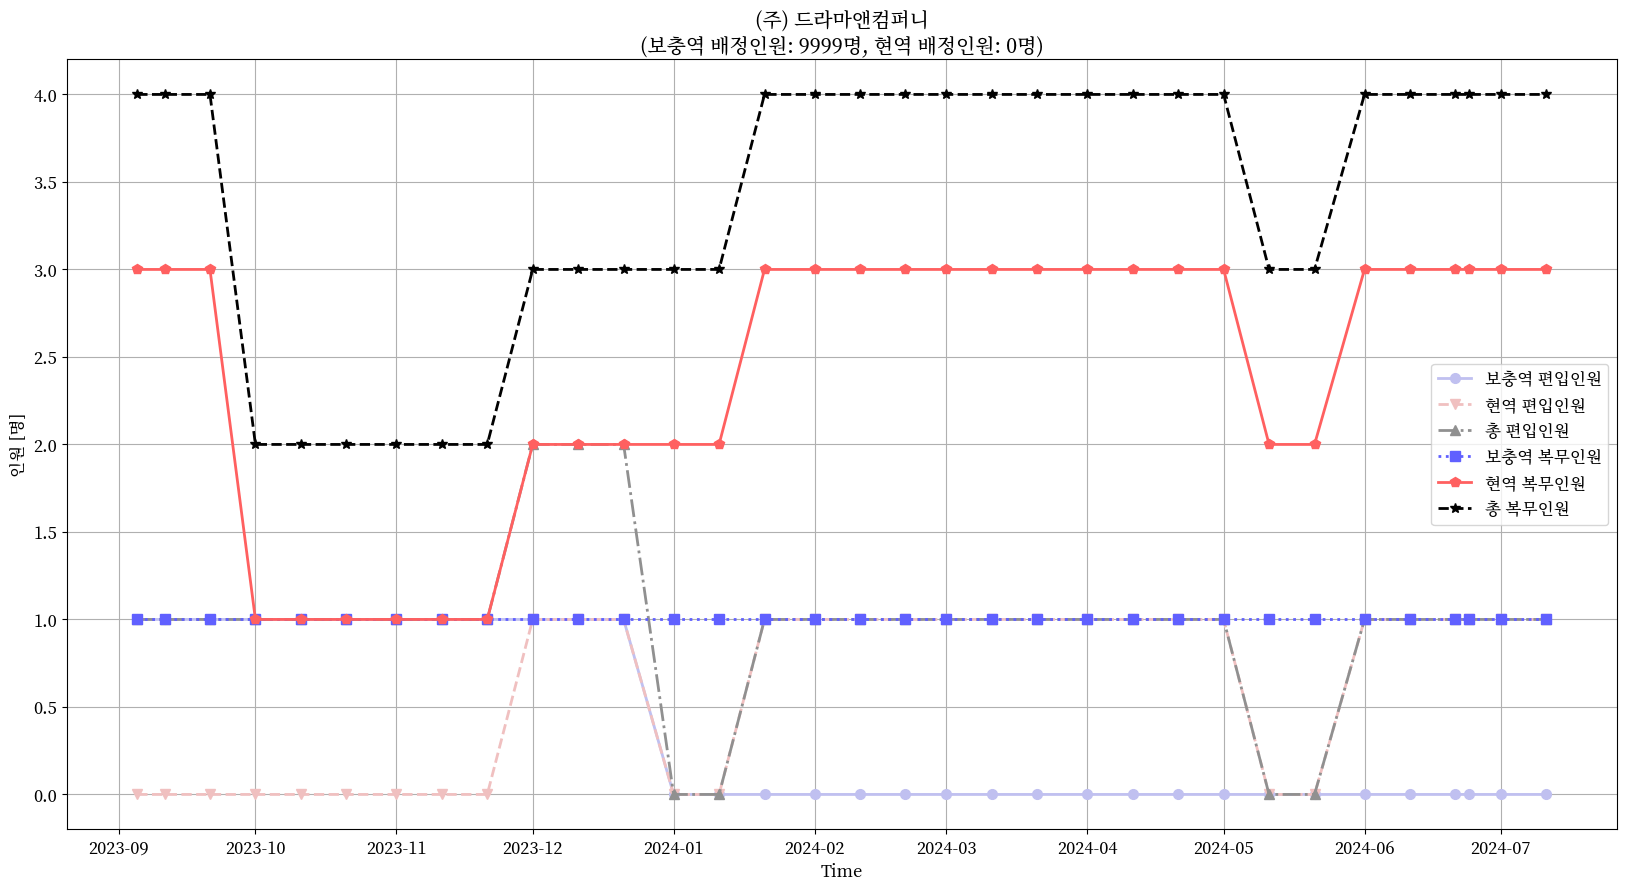 (주) 드라마앤컴퍼니
(보충역 배정인원: 9999명, 현역 배정인원: 0명)
4.0
3.5
3.0
2.5
2.0
1.5
1.0
0.5
0.0
인원 [명]
보충역 편입인원
현역 편입인원
총 편입인원
보충역 복무인원
현역 복무인원
총 복무인원
2023-09 2023-10 2023-11 2023-12 2024-01 2024-02 2024-03 2024-04 2024-05 2024-06 2024-07
Time